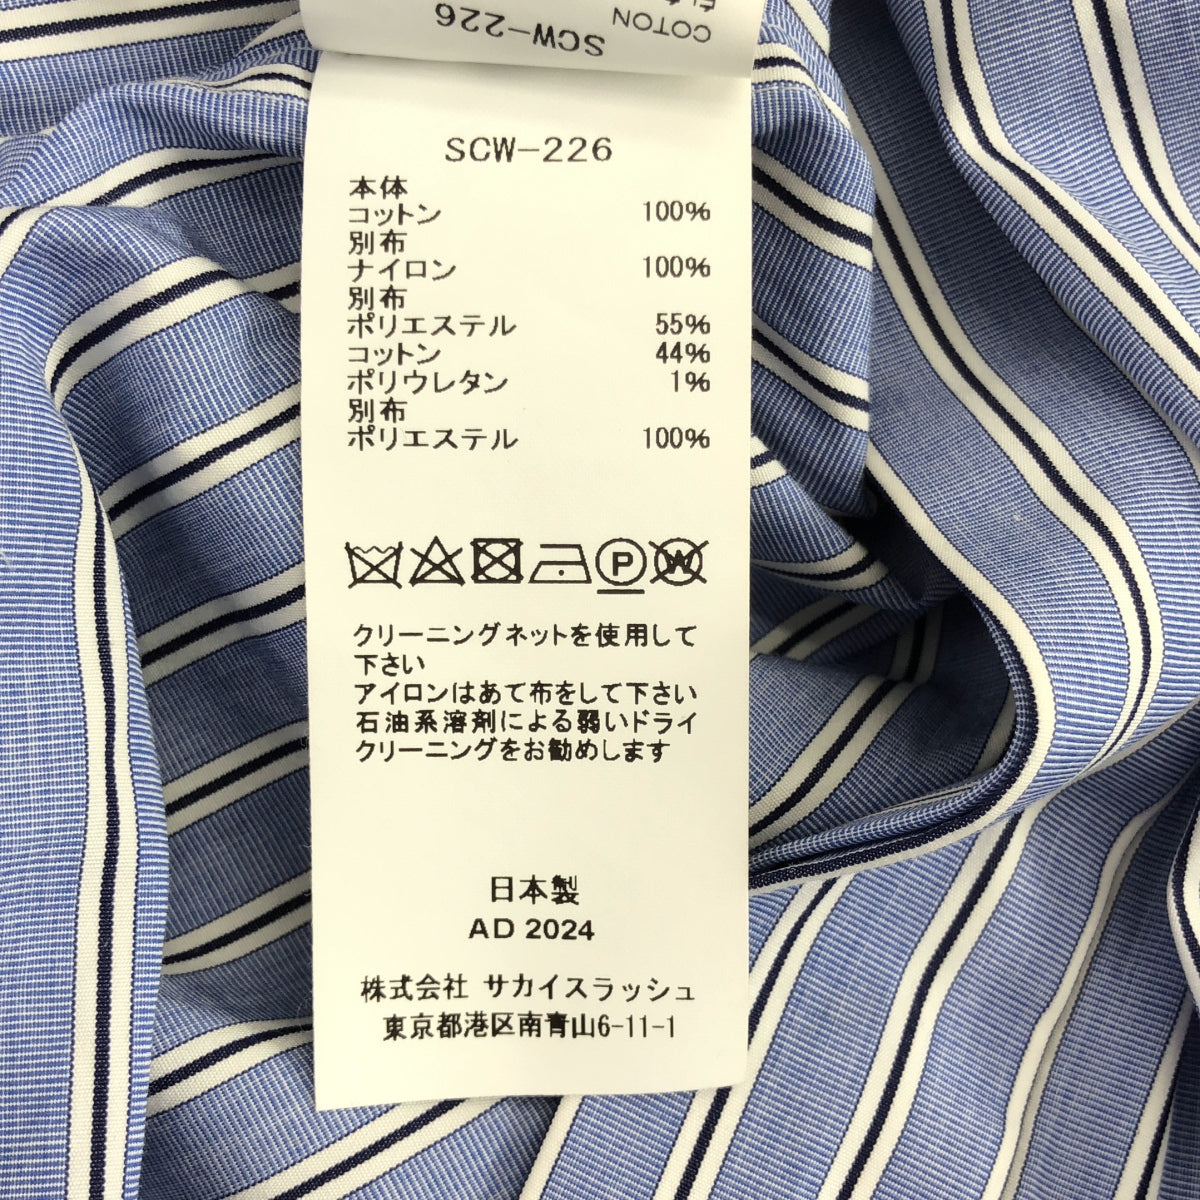 COTON
SCW-226
SCW-226
本体
コットン 100%
別布
ナイロン 100%
別布
ポリエステル 55%
コットン 44%
ポリウレタン 1%
別布
ポリエステル 100%
P W
クリーニングネットを使用して
下さい
アイロンはあて布をして下さい
石油系溶剤による弱いドライ
クリーニングをお勧めします
日本製
AD 2024
株式会社 サカイスラッシュ
東京都港区南青山6-11-1